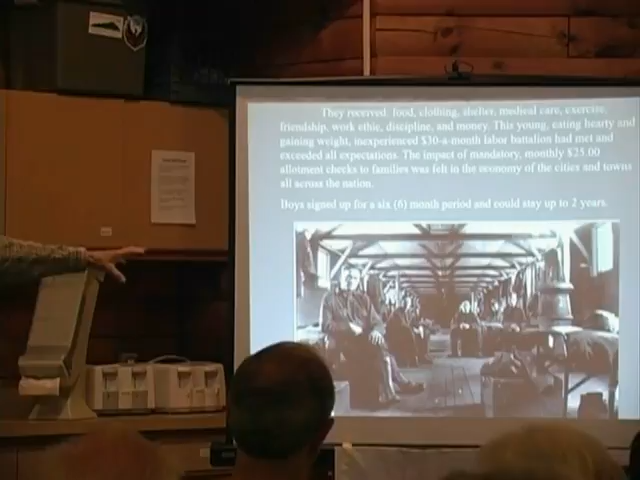 They received: food, clothing, shelter, medical care, exercise,
friendship, work ethic, discipline, and money. This young, eating hearty and
gaining weight, inexperienced $30-a-month labor battalion had met and
exceeded all expectations. The impact of mandatory, monthly $25.00
allotment checks to families was felt in the economy of the cities and towns
all across the nation.
Boys signed up for a six (6) month period and could stay up to 2 years.